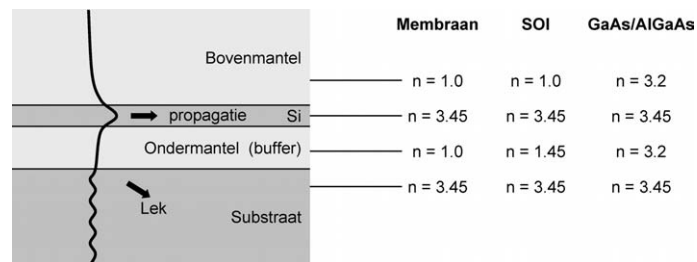 Membraan SOI GaAs/AlGaAs
Bovenmantel
n = 1.0 n = 1.0 n = 3.2
propagatie Si n = 3.45 n = 3.45 n = 3.45
Ondermantel (buffer) n = 1.0 n = 1.45 n = 3.2
n = 3.45 n = 3.45 n = 3.45
Lek
Substraat